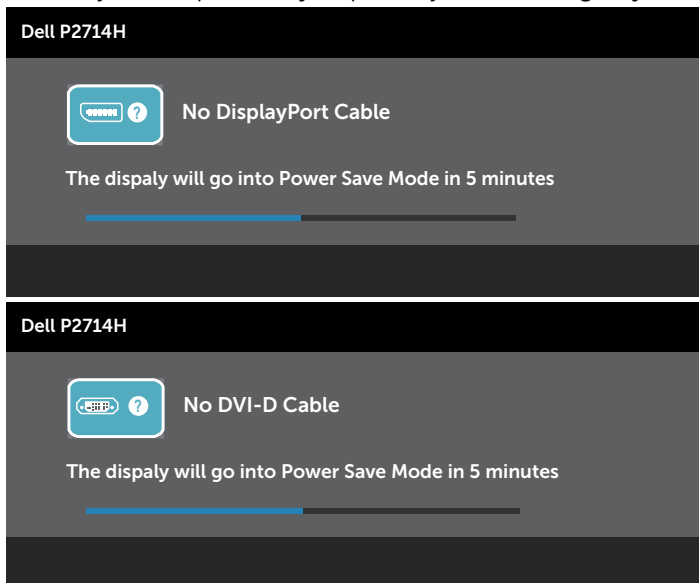 Dell P2714H
? No DisplayPort Cable
The dispaly will go into Power Save Mode in 5 minutes
Dell P2714H
? No DVI-D Cable
The dispaly will go into Power Save Mode in 5 minutes